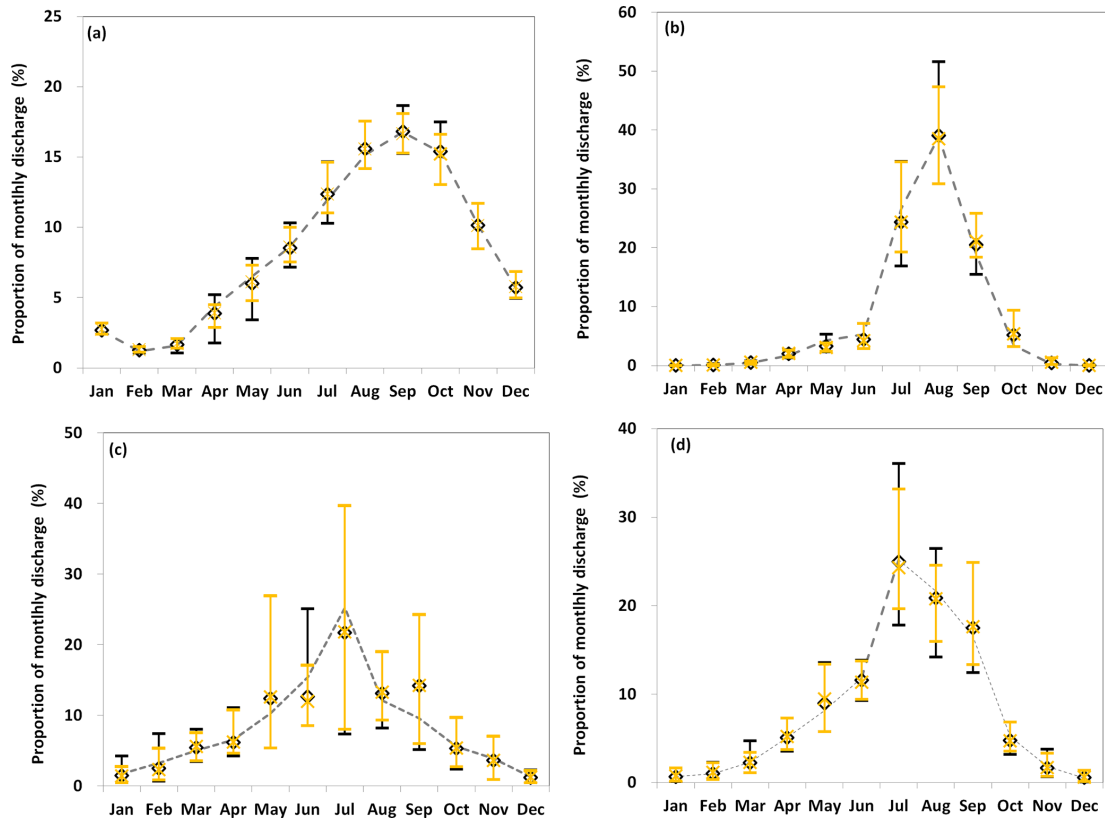 (a)
Proportion of montlhly discharge (%)
25
20
15
10
5
0
Jan Feb Mar Apr May Jun Jul Aug Sep Oct Nov Dec
(b)
Proportion of montlhly discharge (%)
60
50
40
30
20
10
0
Jan Feb Mar Apr May Jun Jul Aug Sep Oct Nov Dec
(c)
Proportion of montlhly discharge (%)
50
40
30
20
10
0
Jan Feb Mar Apr May Jun Jul Aug Sep Oct Nov Dec
(d)
Proportion of montlhly discharge (%)
40
30
20
10
0
Jan Feb Mar Apr May Jun Jul Aug Sep Oct Nov Dec